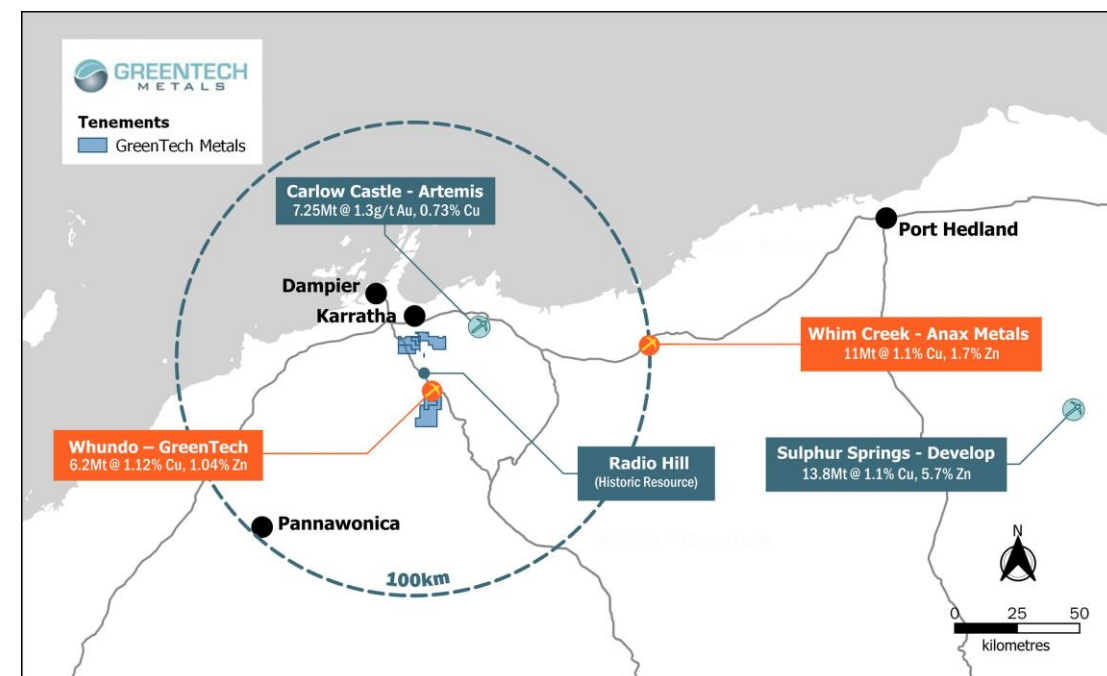 GREENTECH
METALS
Tenements
GreenTech Metals
Carlow Castle - Artemis
7.25Mt @ 1.3g/t Au, 0.73% Cu
Port Hedland
Dampier
Karratha
Whim Creek - Anax Metals
11Mt @ 1.1% Cu, 1.7% Zn
Whundo – GreenTech
6.2Mt @ 1.12% Cu, 1.04% Zn
Radio Hill
(Historic Resource)
Sulphur Springs - Develop
13.8Mt @ 1.1% Cu, 5.7% Zn
Pannawonica
100km
N
0 25 50
kilometres